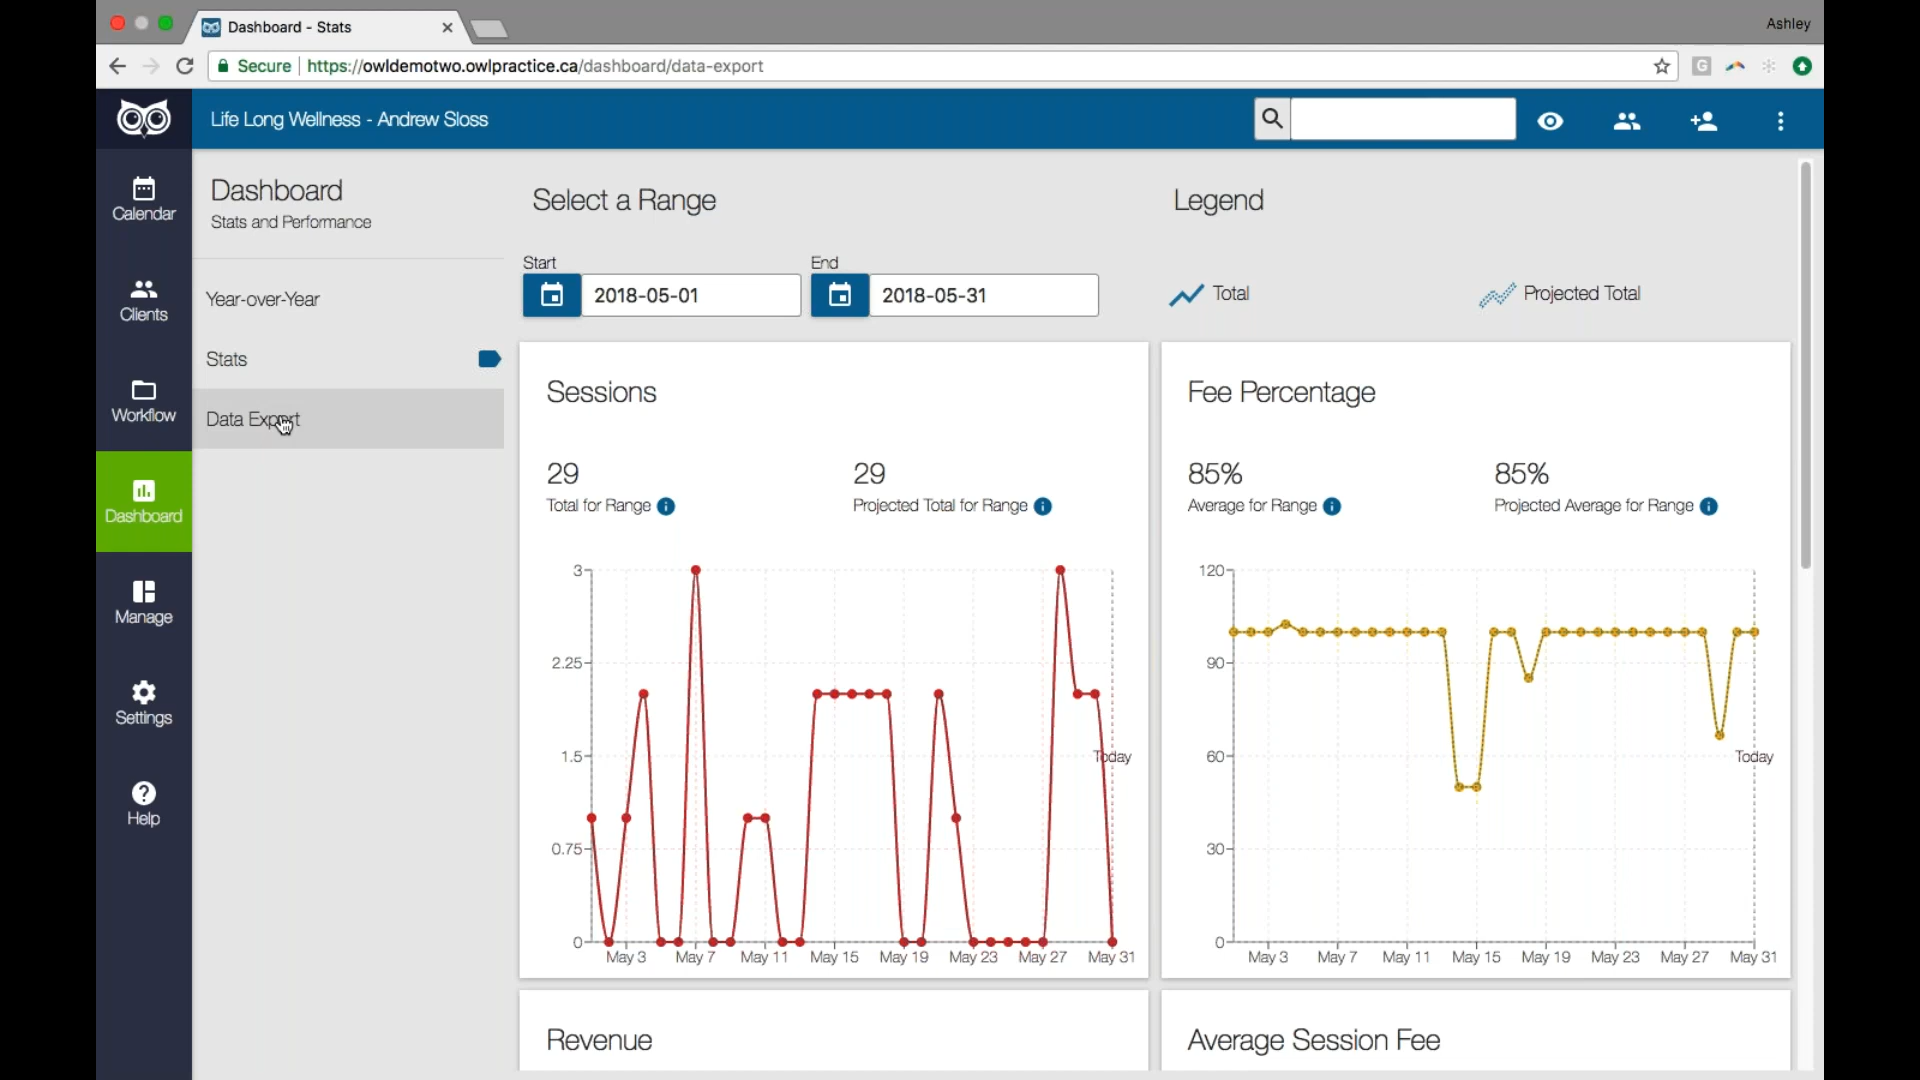 Dashboard - Stats
Ashley
Secure
https://owldemotwo.owlpractice.ca/dashboard/data-export
G
Life Long Wellness - Andrew Sloss
Calendar
Clients
Workflow
Dashboard
Manage
Settings
Help
Dashboard
Stats and Performance
Year-over-Year
Stats
Data Export
Select a Range
Start
2018-05-01
End
2018-05-31
Legend
Total
Projected Total
Sessions
29
Total for Range
29
Projected Total for Range
3
2.25
1.5
0.75
0
Today
May 3 May 7 May 11 May 15 May 19 May 23 May 27 May 31
Fee Percentage
85%
Average for Range
85%
Projected Average for Range
120
90
60
30
0
Today
May 3 May 7 May 11 May 15 May 19 May 23 May 27 May 31
Revenue
Average Session Fee